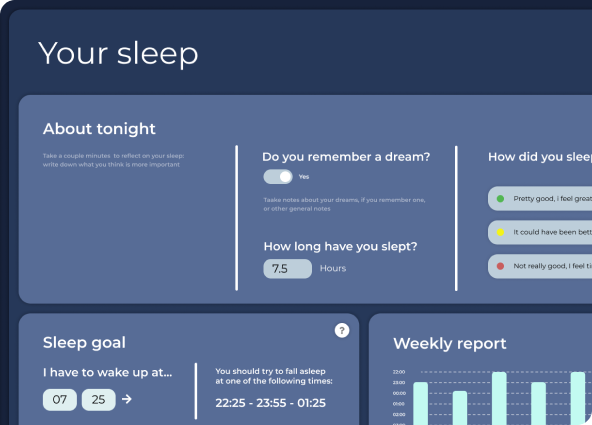 Your sleep
About tonight
Take a couple minutes to reflect on your sleep:
write down what you think is more important
Do you remember a dream?
Yes
Taake notes about your dreams, if you remember one,
or other general notes
How long have you slept?
7.5
Hours
How did you slee
Pretty good, I feel great
It could have been bett
Not really good, I feel ti
Sleep goal
?
I have to wake up at...
07
25
You should try to fall asleep
at one of the following times:
22:25 - 23:55 - 01:25
Weekly report
22:00
23:00
00:00
01:00
02:00